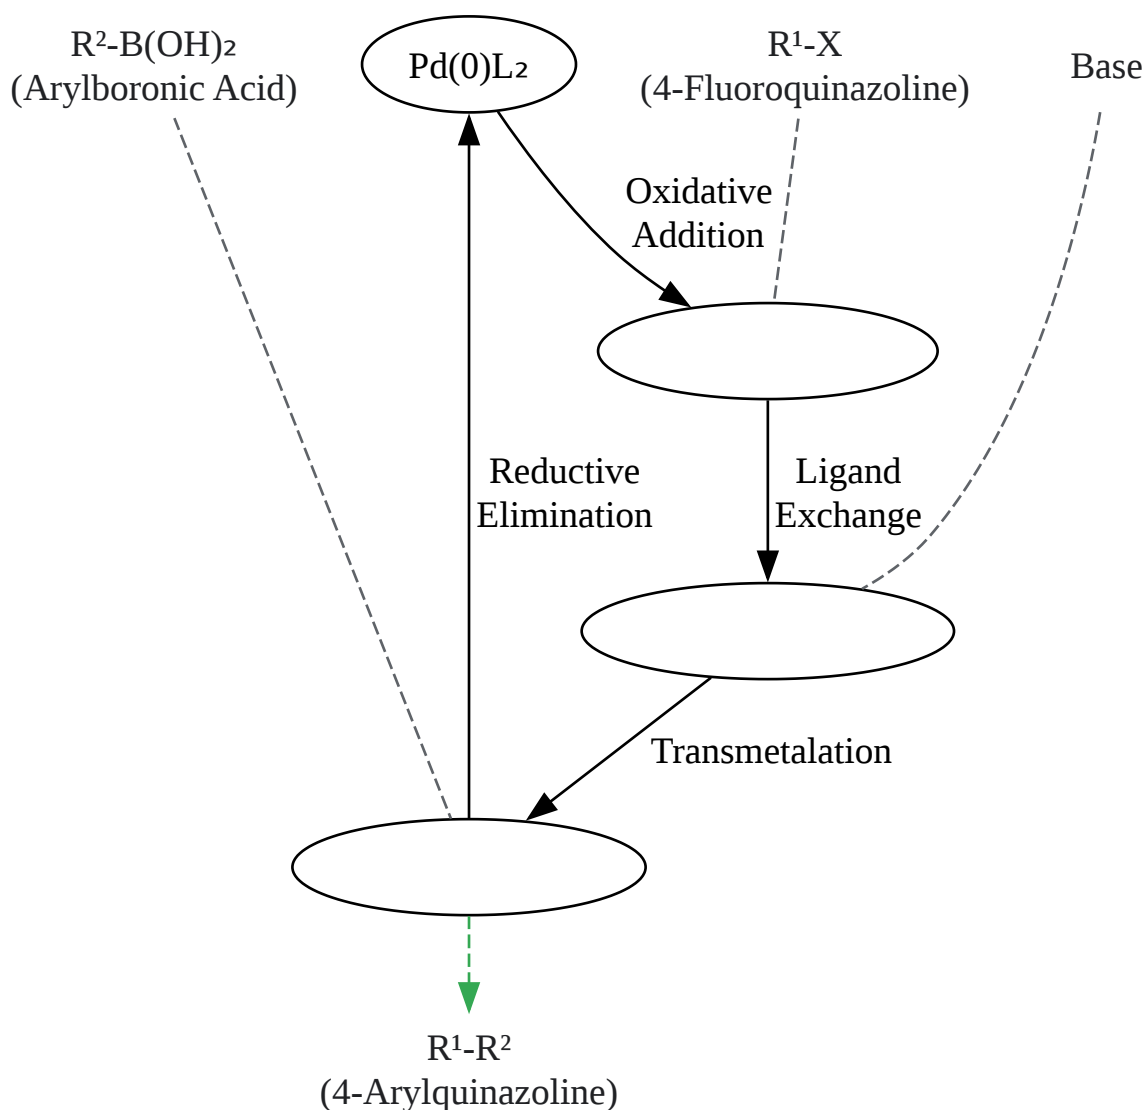 R²-B(OH)₂
(Arylboronic Acid)
Pd(0)L₂
R¹-X
(4-Fluoroquinazoline)
Base
Oxidative
Addition
Reductive
Elimination
Ligand
Exchange
Transmetalation
R¹-R²
(4-Arylquinazoline)